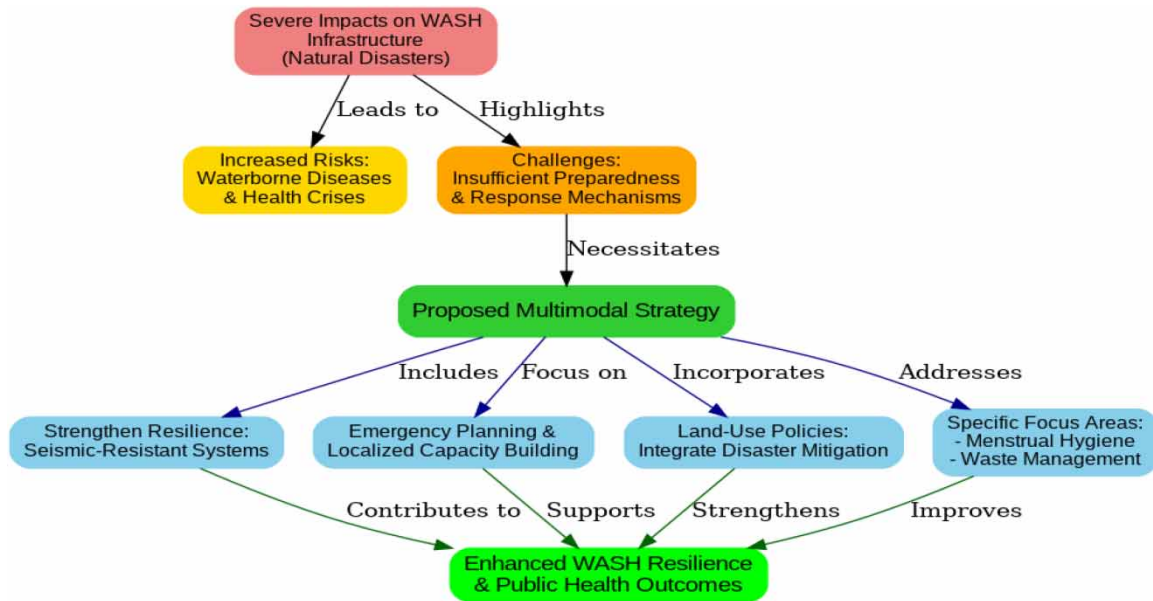 Severe Impacts on WASH
Infrastructure
(Natural Disasters)
Leads to
Highlights
Increased Risks:
Waterborne Diseases
& Health Crises
Challenges:
Insufficient Preparedness
& Response Mechanisms
Necessitates
Proposed Multimodal Strategy
Includes
Focus on
Incorporates
Addresses
Strengthen Resilience:
Seismic-Resistant Systems
Emergency Planning &
Localized Capacity Building
Land-Use Policies:
Integrate Disaster Mitigation
Specific Focus Areas:
- Menstrual Hygiene
- Waste Management
Contributes to
Supports
Strengthens
Improves
Enhanced WASH Resilience
& Public Health Outcomes